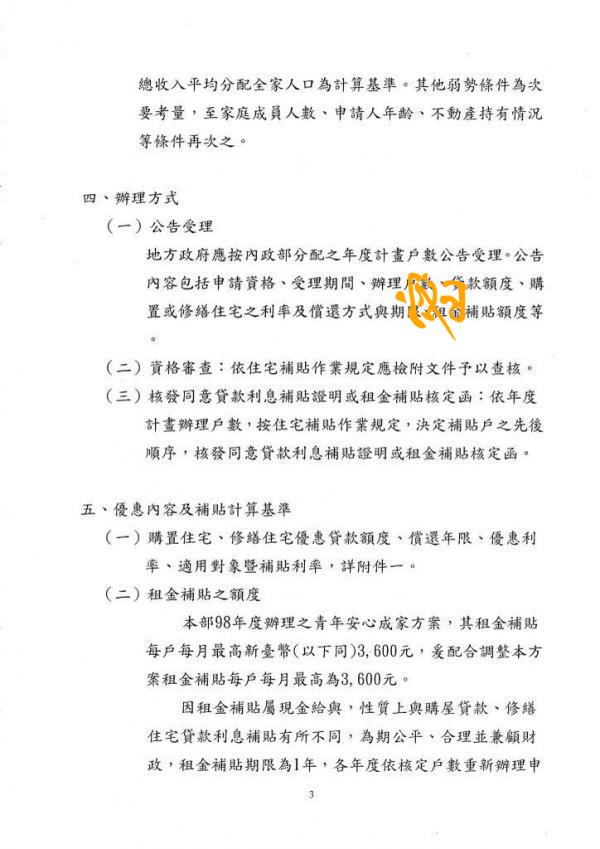 總收入平均分配全家人口為計算基準。其他弱勢條件為次
要考量，至家庭成員人數、申請人年齡、不動產持有情況
等條件再次之。
四、辦理方式
（一）公告受理
地方政府應按內政部分配之年度計畫戶數公告受理。公告
內容包括申請資格、受理期間、辦理戶數、貸款額度、購
置或修繕住宅之利率及償還方式與期限、租金補貼額度等
。
（二）資格審查：依住宅補貼作業規定應檢附文件予以查核。
（三）核發同意貸款利息補貼證明或租金補貼核定函：依年度
計畫辦理戶數，按住宅補貼作業規定，決定補貼戶之先後
順序，核發同意貸款利息補貼證明或租金補貼核定函。
五、優惠內容及補貼計算基準
（一）購置住宅、修繕住宅優惠貸款額度、償還年限、優惠利
率、適用對象暨補貼利率，詳附件一。
（二）租金補貼之額度
本部98年度辦理之青年安心成家方案，其租金補貼
每戶每月最高新臺幣(以下同)3,600元，爰配合調整本方
案租金補貼每戶每月最高為3,600元。
因租金補貼屬現金給與，性質上與購屋貸款、修繕
住宅貸款利息補貼有所不同，為期公平、合理並兼顧財
政，租金補貼期限為1年，各年度依核定戶數重新辦理申
3